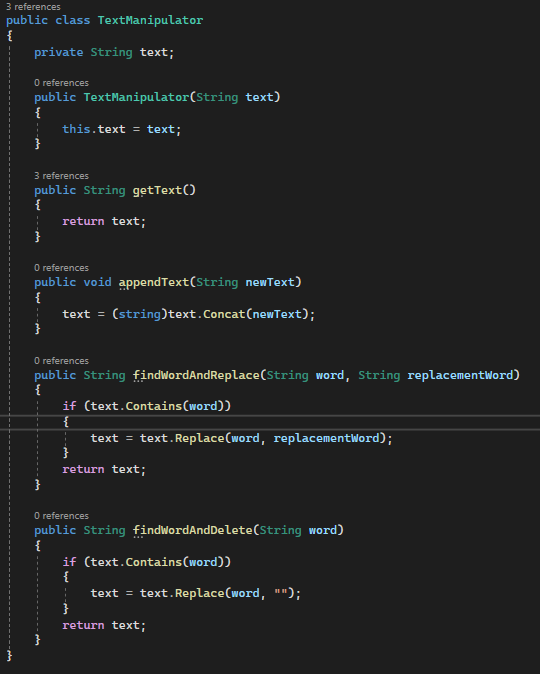 3 references
public class TextManipulator
{
private String text;
0 references
public TextManipulator(String text)
{
this.text = text;
}
3 references
public String getText()
{
return text;
}
0 references
public void appendText(String newText)
{
text = (string)text.Concat(newText);
}
0 references
public String findWordAndReplace(String word, String replacementWord)
{
if (text.Contains(word))
{
text = text.Replace(word, replacementWord);
}
return text;
}
0 references
public String findWordAndDelete(String word)
{
if (text.Contains(word))
{
text = text.Replace(word, "");
}
return text;
}
}